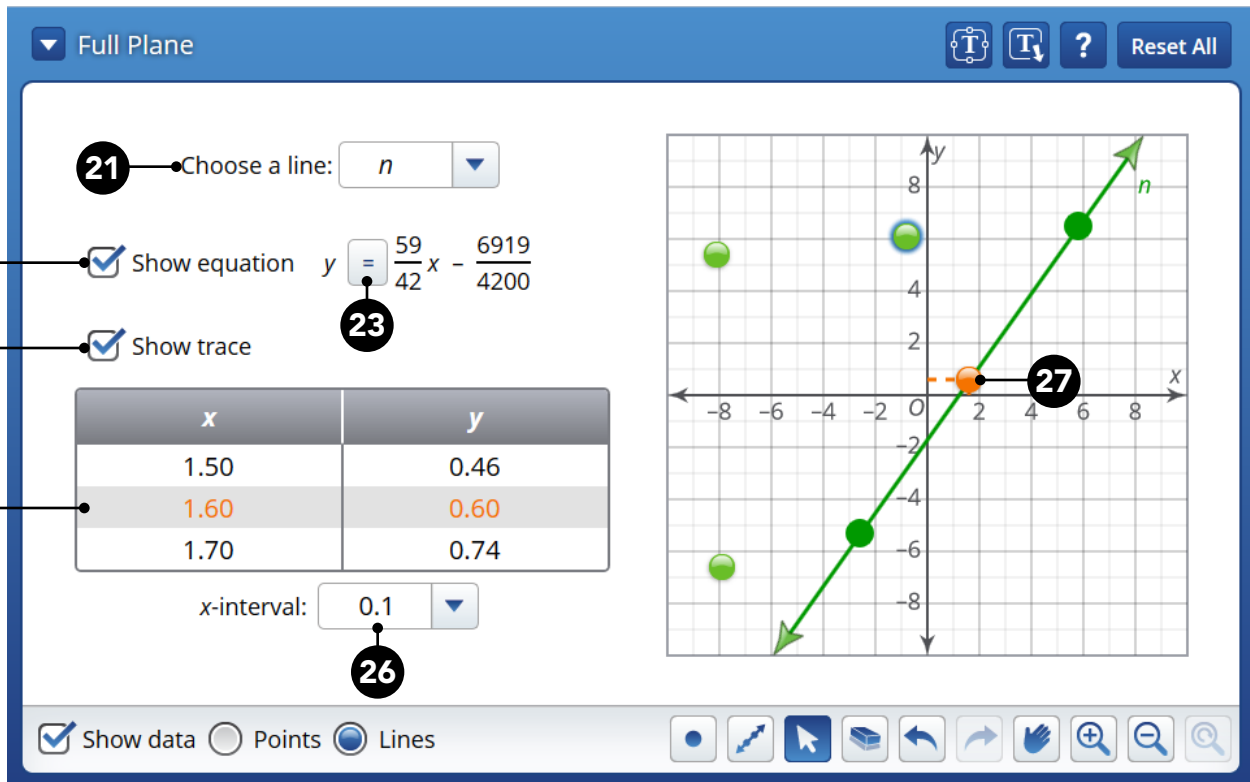 Full Plane
T T ? Reset All
21 Choose a line: n
Show equation y = 59/42 x – 6919/4200
23
Show trace
x y
1.50 0.46
1.60 0.60
1.70 0.74
x-interval: 0.1
26
y
8
n
4
2
27
x
–8 –6 –4 –2 O 2 4 6 8
–2
–4
–6
–8
Show data Points Lines